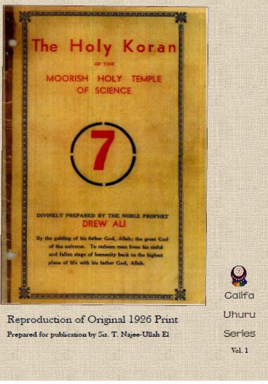 The Holy Koran
OF THE
MOORISH HOLY TEMPLE
OF SCIENCE
7
DIVINELY PREPARED BY THE NOBLE PROPHET
DREW ALI
By the guiding of his father God, Allah; the great God
of the universe. To redeem man from his sinful
and fallen stage of humanity back to the highest
plane of life with his father God, Allah.
Reproduction of Original 1926 Print
Prepared for publication by Sis. T. Najee-Ullah El
Califa
Uhuru
Series
Vol. 1